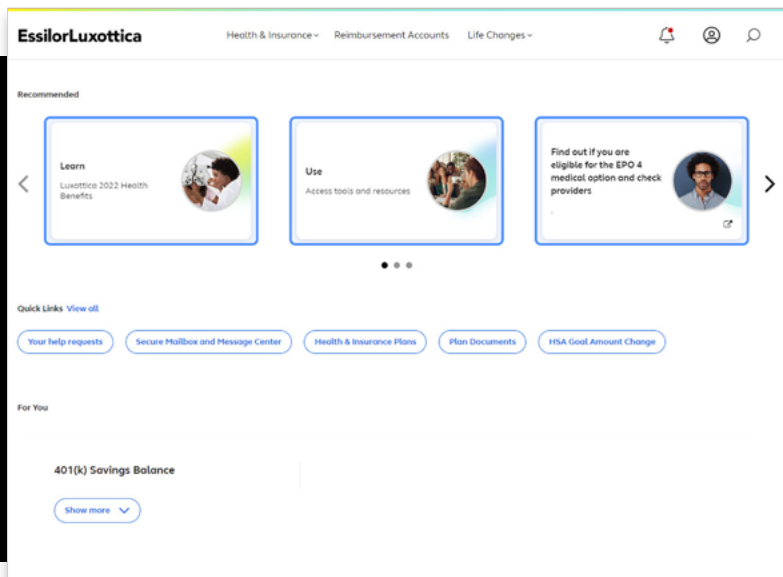 EssilorLuxottica
Health & Insurance
Reimbursement Accounts
Life Changes
Recommended
Learn
Luxottica 2022 Health
Benefits
Use
Access tools and resources
Find out if you are
eligible for the EPO 4
medical option and check
providers
.
Quick Links View all
Your help requests
Secure Mailbox and Message Center
Health & Insurance Plans
Plan Documents
HSA Goal Amount Change
For You
401(k) Savings Balance
Show more